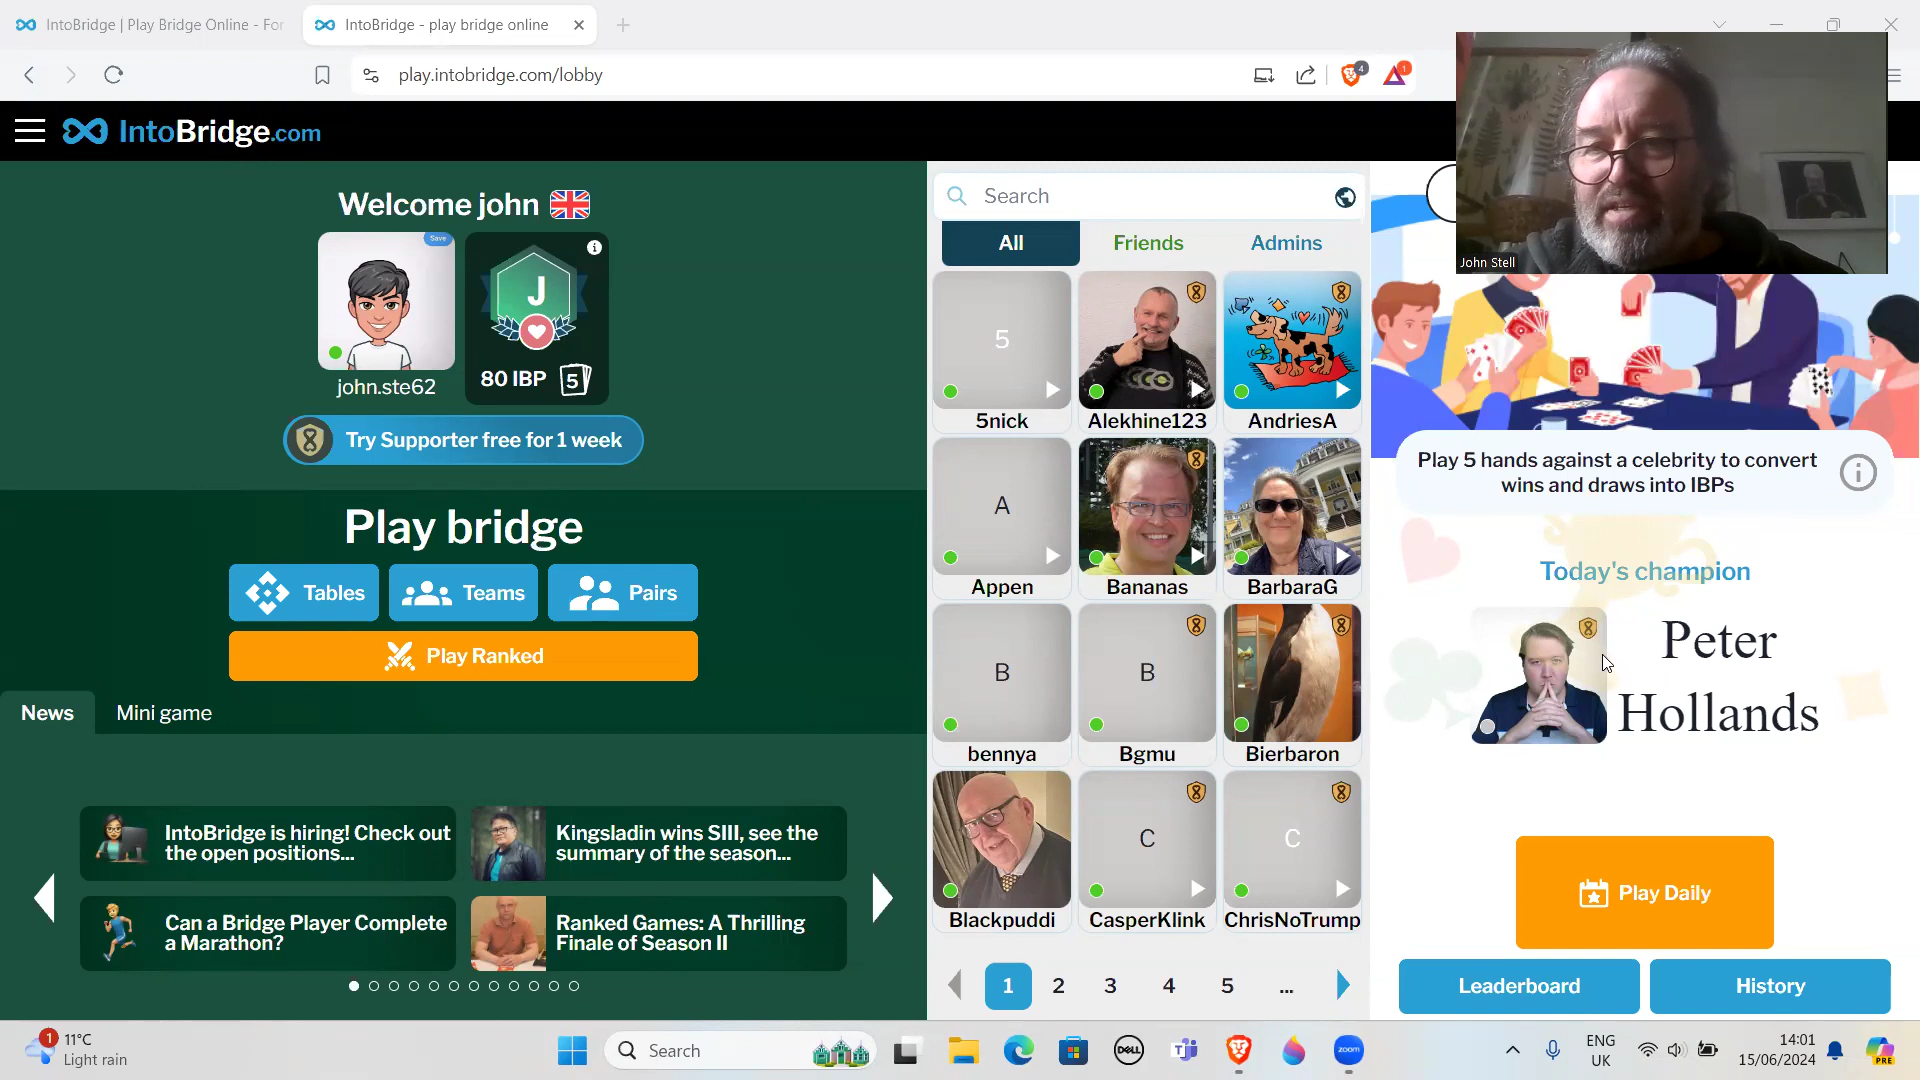 IntoBridge | Play Bridge Online - For
IntoBridge - play bridge online
play.intobridge.com/lobby
4
1
IntoBridge.com
John Stell
Welcome john
Save
J
80 IBP
5
john.ste62
Try Supporter free for 1 week
Play bridge
Tables
Teams
Pairs
Play Ranked
News
Mini game
IntoBridge is hiring! Check out
the open positions...
Kingsladin wins SIII, see the
summary of the season...
Can a Bridge Player Complete
a Marathon?
Ranked Games: A Thrilling
Finale of Season II
Search
All
Friends
Admins
5
5nick
Alekhine123
AndriesA
A
Appen
Bananas
BarbaraG
B
bennya
B
Bgmu
Bierbaron
Blackpuddi
C
CasperKlink
C
ChrisNoTrump
1
2
3
4
5
...
Play 5 hands against a celebrity to convert
wins and draws into IBPs
Today's champion
Peter
Hollands
Play Daily
Leaderboard
History
1
11°C
Light rain
Search
DELL
zoom
ENG
UK
14:01
15/06/2024
PRE